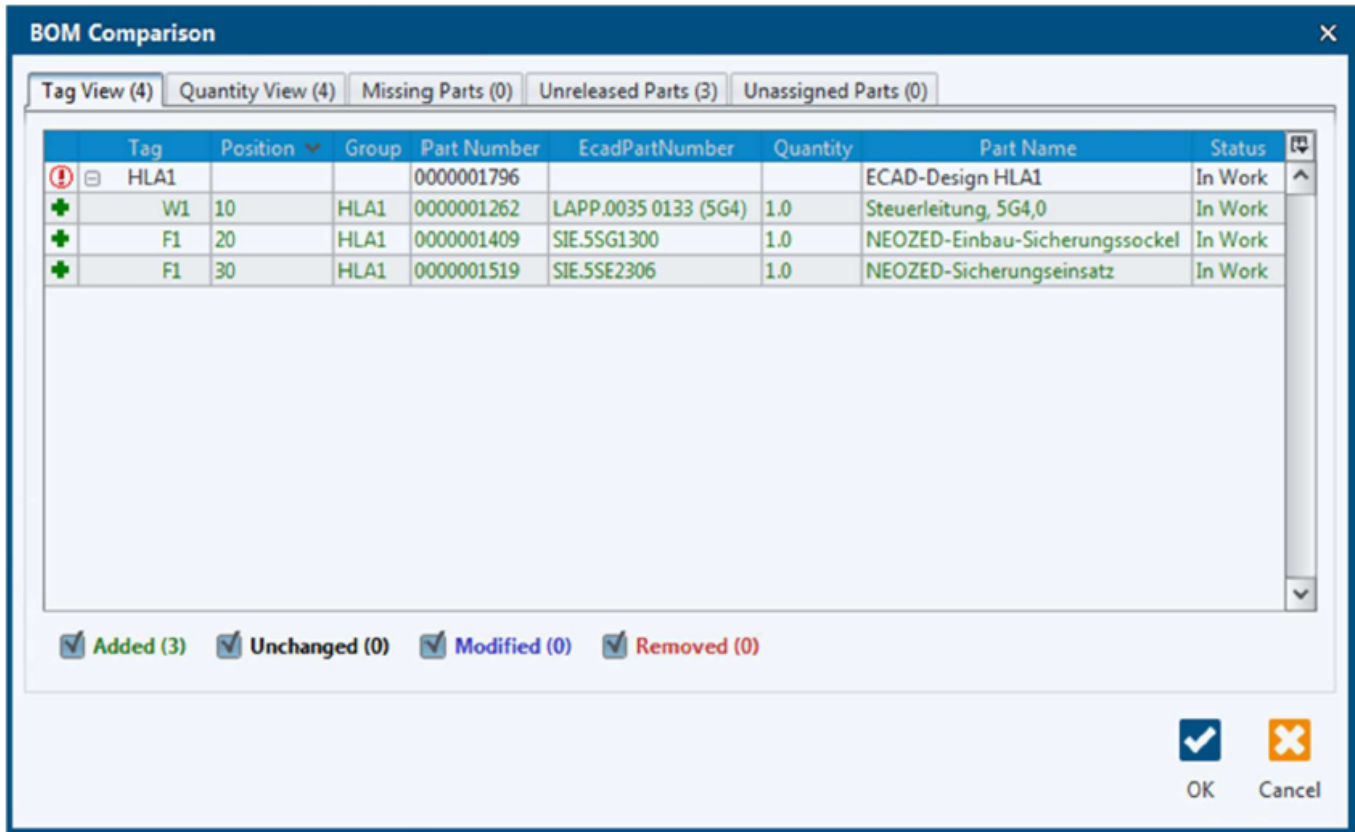 BOM Comparison
Tag View (4) Quantity View (4) Missing Parts (0) Unreleased Parts (3) Unassigned Parts (0)
Tag Position Group Part Number EcadPartNumber Quantity Part Name Status
HLA1 0000001796 ECAD-Design HLA1 In Work
W1 10 HLA1 0000001262 LAPP.0035 0133 (5G4) 1.0 Steuerleitung, 5G4,0 In Work
F1 20 HLA1 0000001409 SIE.5SG1300 1.0 NEOZED-Einbau-Sicherungssockel In Work
F1 30 HLA1 0000001519 SIE.5SE2306 1.0 NEOZED-Sicherungseinsatz In Work
Added (3) Unchanged (0) Modified (0) Removed (0)
OK Cancel